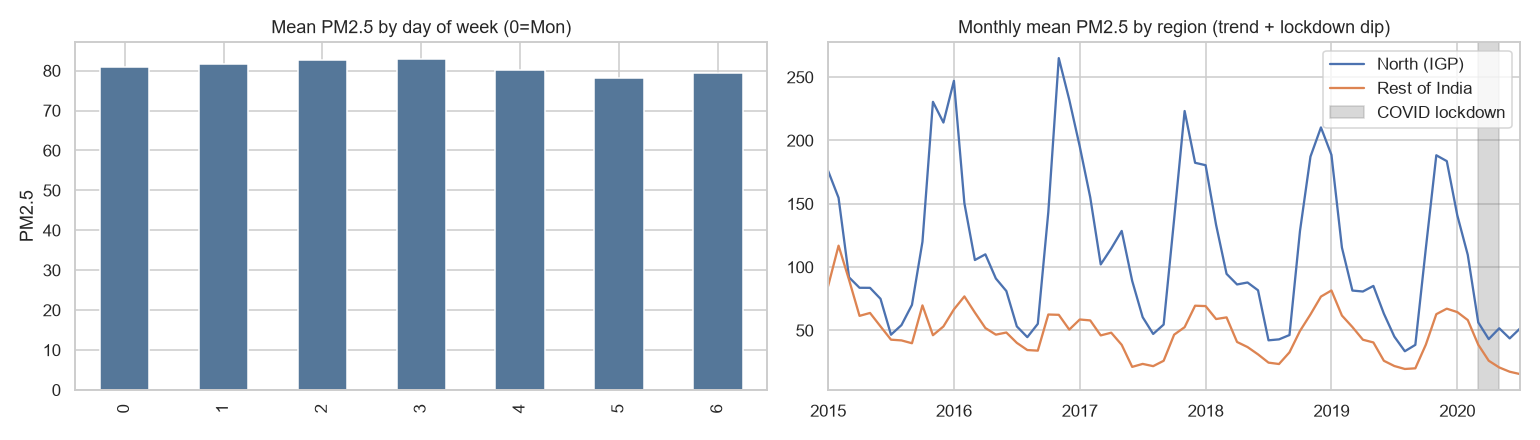 Mean PM2.5 by day of week (0=Mon)
PM2.5
80
70
60
50
40
30
20
10
0
0 1 2 3 4 5 6
Monthly mean PM2.5 by region (trend + lockdown dip)
North (IGP)
Rest of India
COVID lockdown
250
200
150
100
50
2015 2016 2017 2018 2019 2020